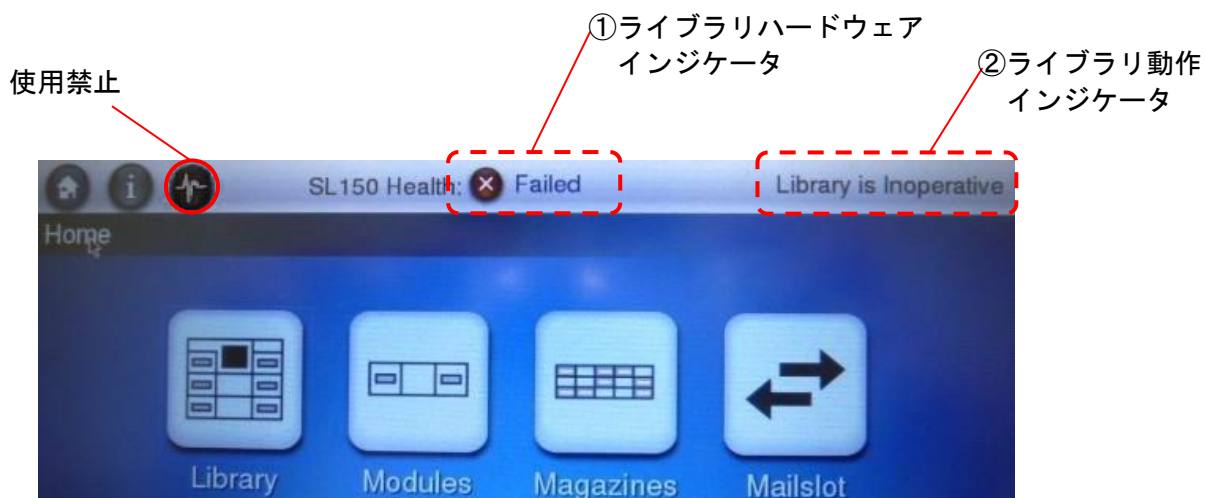 ①ライブラリハードウェア
インジケータ
使用禁止
②ライブラリ動作
インジケータ
SL150 Health: Failed
Library is Inoperative
Home
Library
Modules
Magazines
Mailslot